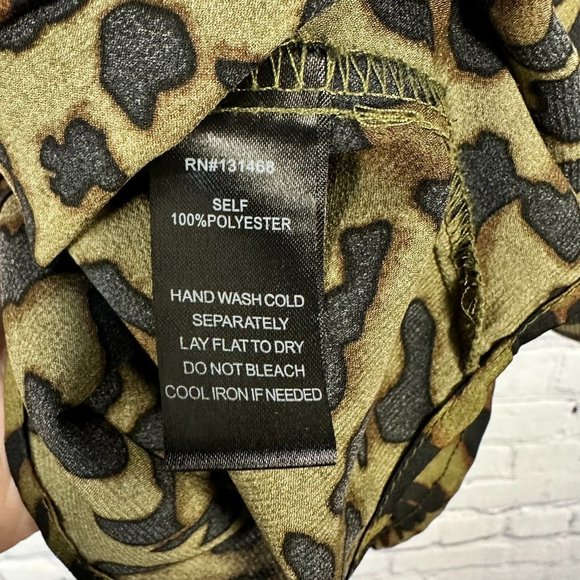 RN#131468
SELF
100%POLYESTER
HAND WASH COLD
SEPARATELY
LAY FLAT TO DRY
DO NOT BLEACH
COOL IRON IF NEEDED